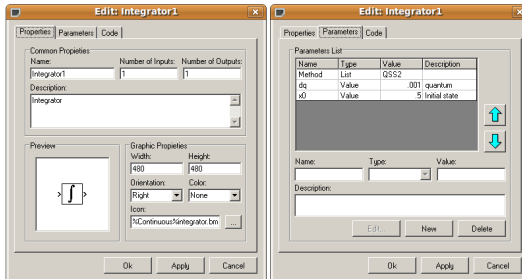 Edit: Integrator1
Properties Parameters Code
Common Propieties
Name: Number of Inputs: Number of Outputs:
Integrator1 1 1
Description:
Integrator
Preview
Graphic Propieties
Width: Height:
480 480
Orientation: Color:
Right None
Icon:
%Continuous%integrator.bm ...
Ok Apply Cancel
Edit: Integrator1
Properties Parameters Code
Parameters List
Name Type Value Description
Method List QSS2
dq Value .001 quantum
x0 Value .5 Initial state
Name: Type: Value:
Description:
Edit... New Delete
Ok Apply Cancel